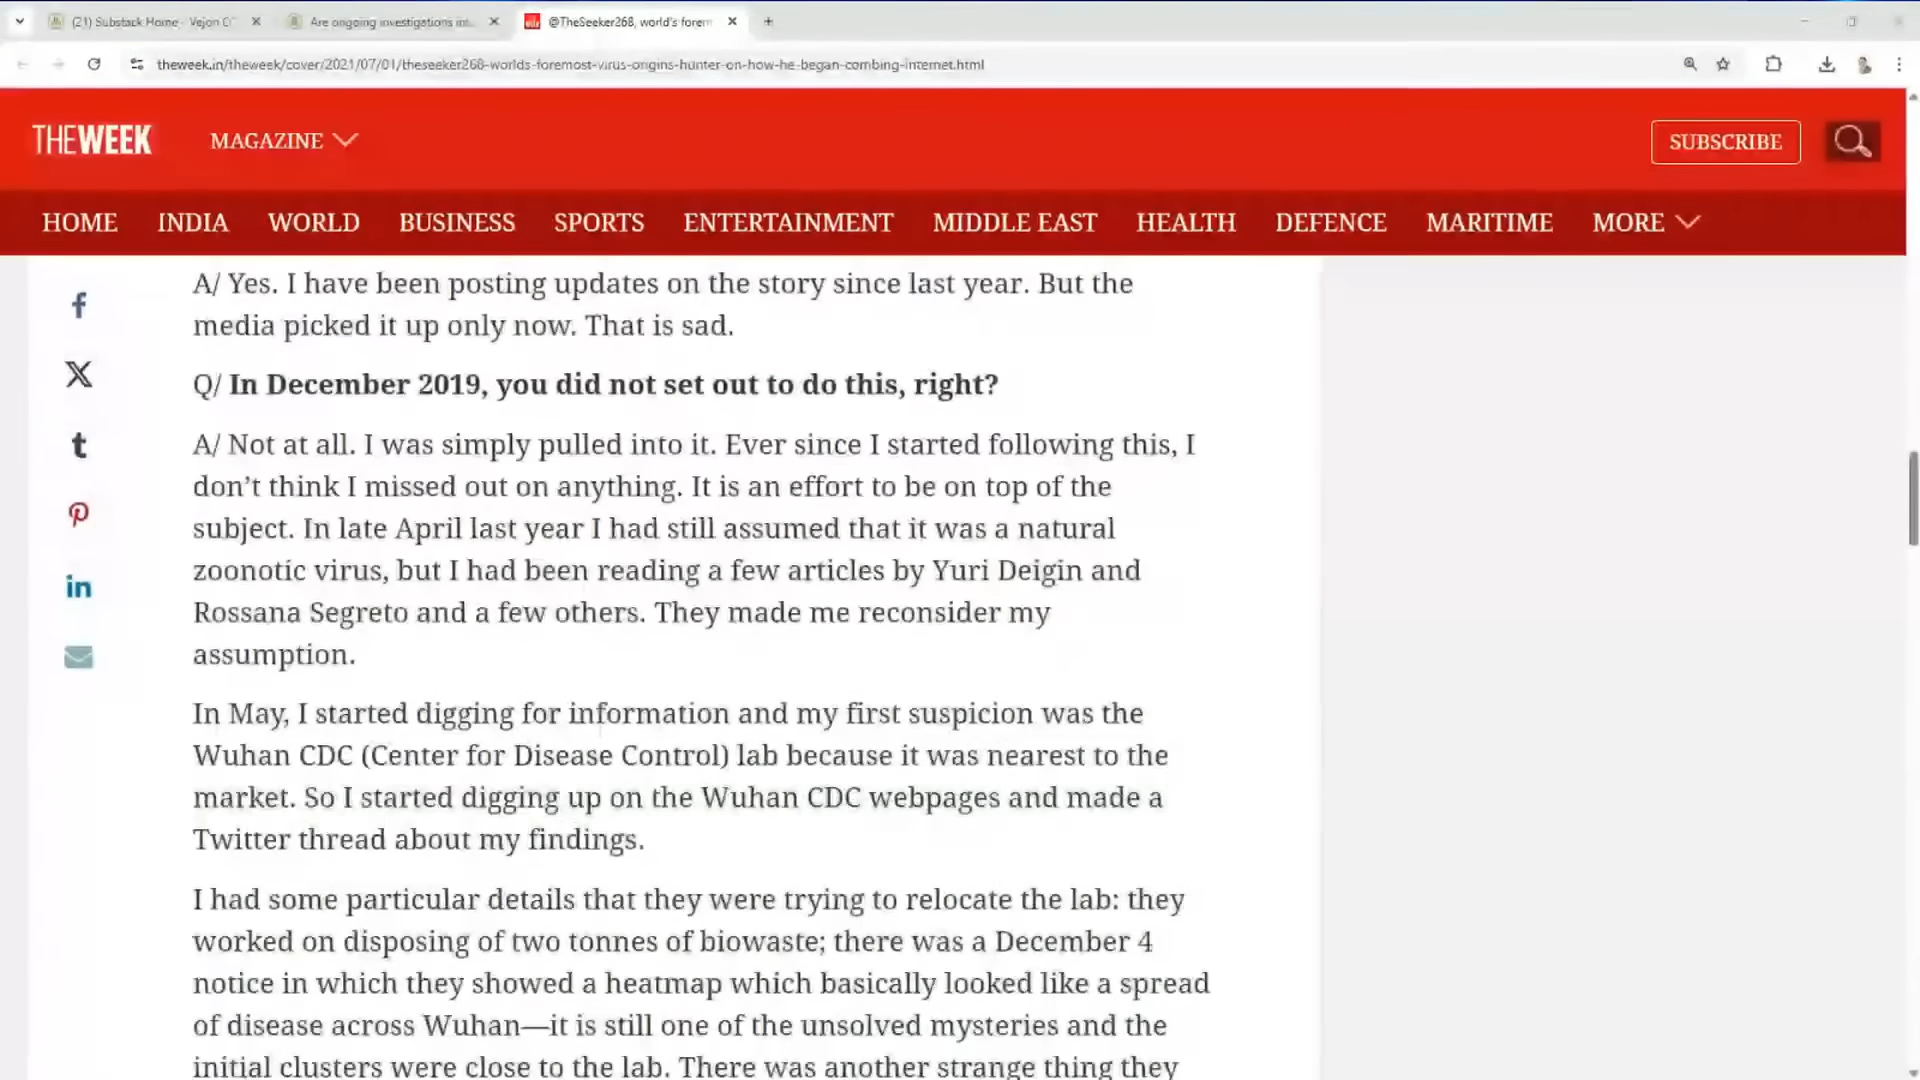 (21) Substack Home - Vejon C
Are ongoing investigations int...
@TheSeeker268, world's forem
theweek.in/theweek/cover/2021/07/01/theseeker268-worlds-foremost-virus-origins-hunter-on-how-he-began-combing-internet.html
THEWEEK
MAGAZINE
SUBSCRIBE
HOME INDIA WORLD BUSINESS SPORTS ENTERTAINMENT MIDDLE EAST HEALTH DEFENCE MARITIME MORE
A/ Yes. I have been posting updates on the story since last year. But the
media picked it up only now. That is sad.
Q/ In December 2019, you did not set out to do this, right?
A/ Not at all. I was simply pulled into it. Ever since I started following this, I
don’t think I missed out on anything. It is an effort to be on top of the
subject. In late April last year I had still assumed that it was a natural
zoonotic virus, but I had been reading a few articles by Yuri Deigin and
Rossana Segreto and a few others. They made me reconsider my
assumption.
In May, I started digging for information and my first suspicion was the
Wuhan CDC (Center for Disease Control) lab because it was nearest to the
market. So I started digging up on the Wuhan CDC webpages and made a
Twitter thread about my findings.
I had some particular details that they were trying to relocate the lab: they
worked on disposing of two tonnes of biowaste; there was a December 4
notice in which they showed a heatmap which basically looked like a spread
of disease across Wuhan—it is still one of the unsolved mysteries and the
initial clusters were close to the lab. There was another strange thing they